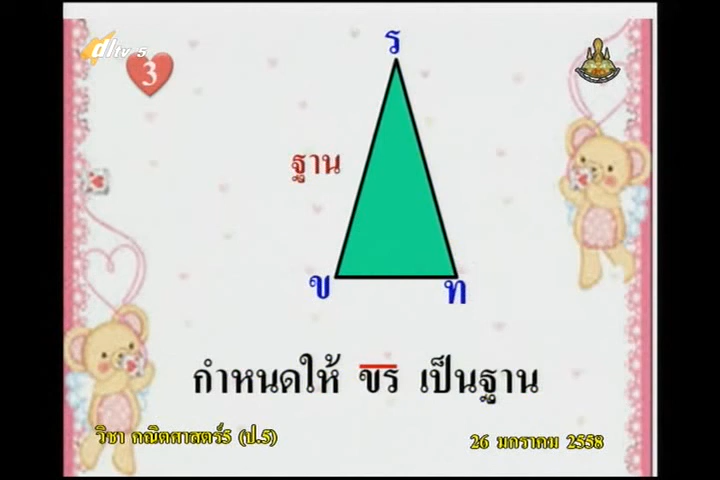 dltv 5
3
ร
ฐาน
ข
ท
กำหนดให้ ขร เป็นฐาน
วิชา คณิตศาสตร์5 (ป.5)
26 มกราคม 2558